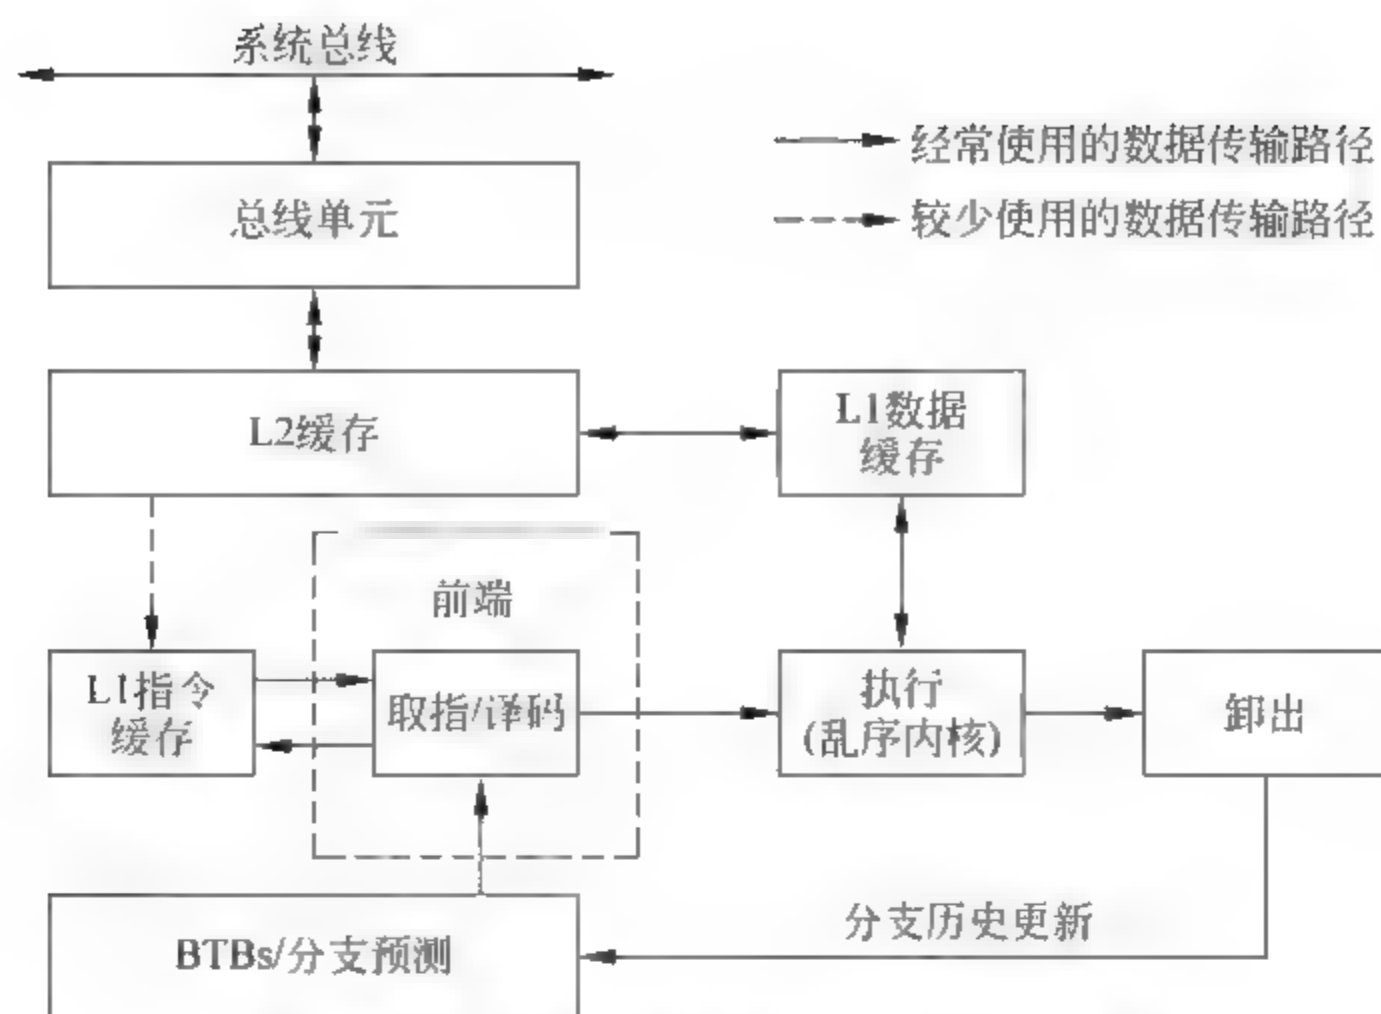 系统总线
经常使用的数据传输路径
总线单元
较少使用的数据传输路径
L2缓存
L1数据
缓存
前端
L1指令
缓存
取指/译码
执行
(乱序内核)
卸出
分支历史更新
BTBs/分支预测